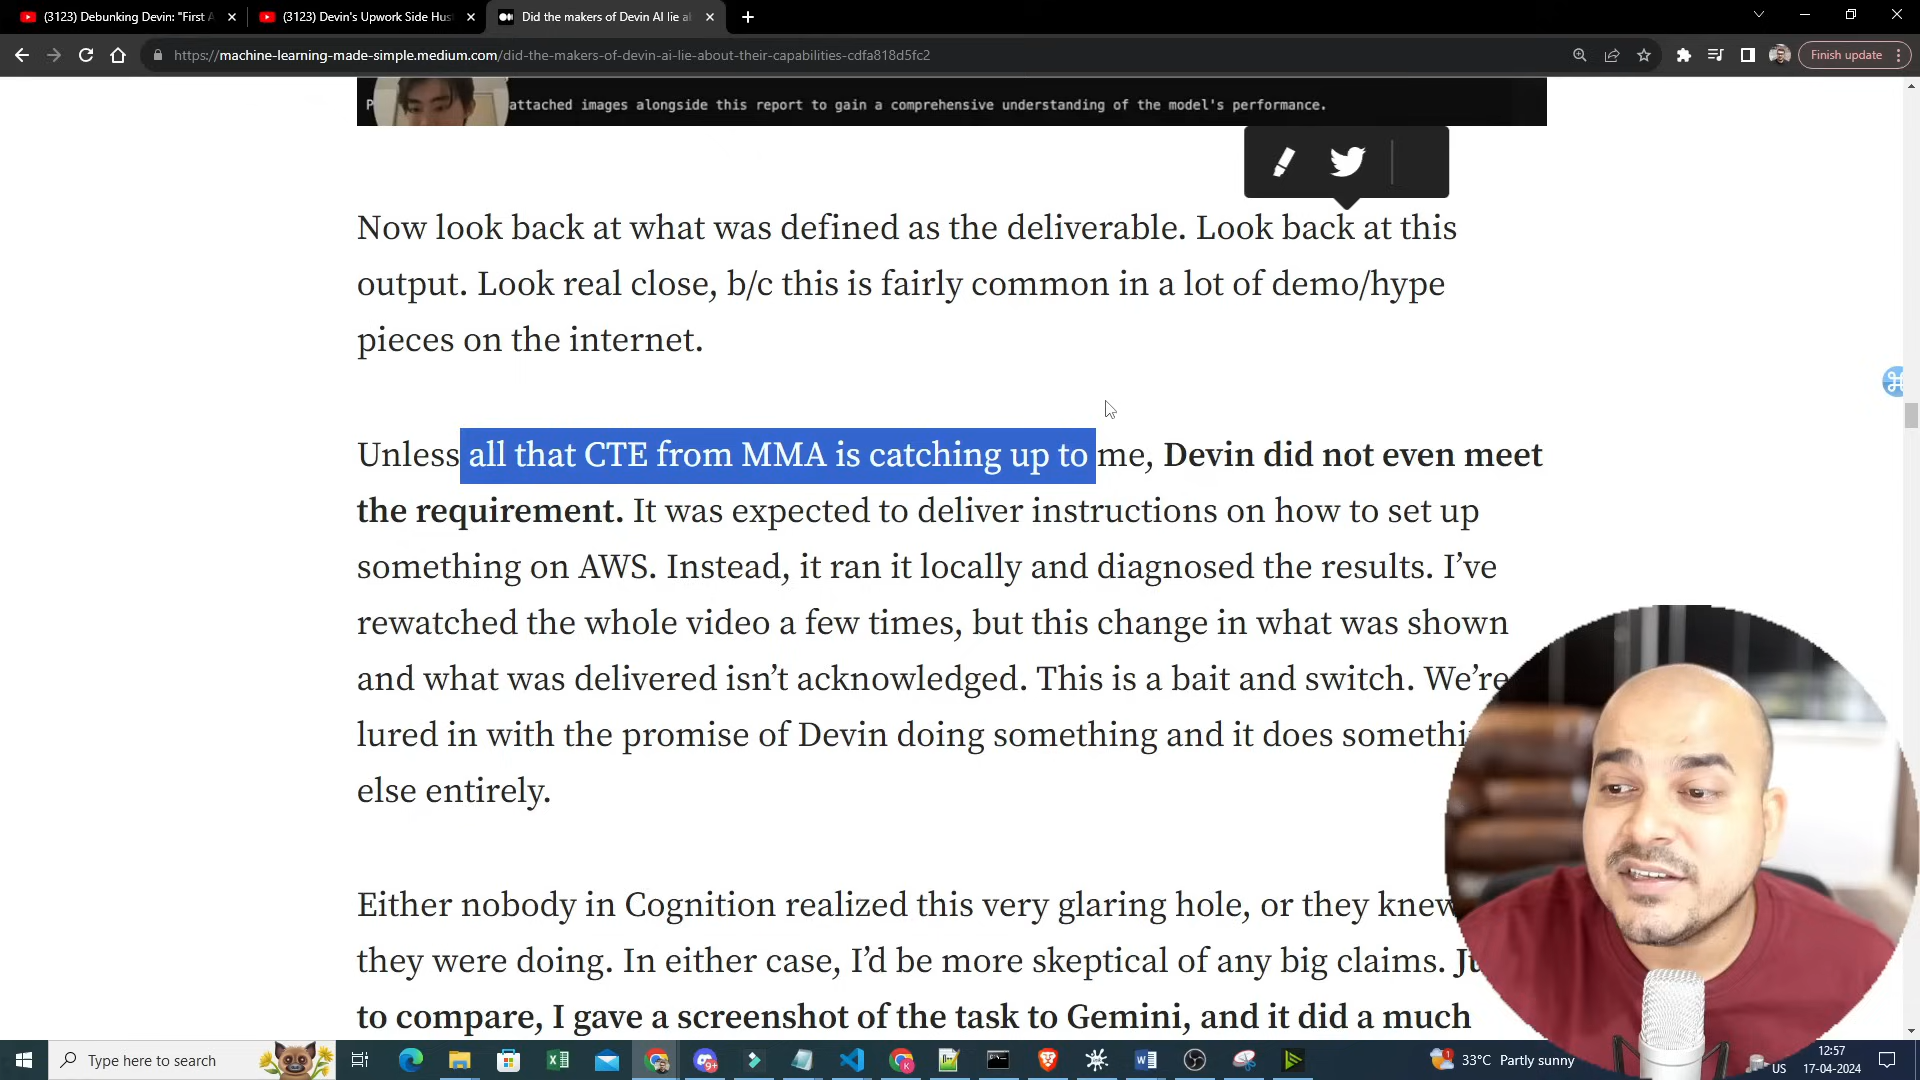 (3123) Debunking Devin: "First A
(3123) Devin's Upwork Side Hus
Did the makers of Devin AI lie a
https://machine-learning-made-simple.medium.com/did-the-makers-of-devin-ai-lie-about-their-capabilities-cdfa818d5fc2
Finish update
attached images alongside this report to gain a comprehensive understanding of the model's performance.
Now look back at what was defined as the deliverable. Look back at this
output. Look real close, b/c this is fairly common in a lot of demo/hype
pieces on the internet.
Unless all that CTE from MMA is catching up to me, Devin did not even meet
the requirement. It was expected to deliver instructions on how to set up
something on AWS. Instead, it ran it locally and diagnosed the results. I’ve
rewatched the whole video a few times, but this change in what was shown
and what was delivered isn’t acknowledged. This is a bait and switch. We’re
lured in with the promise of Devin doing something and it does somethi
else entirely.
Either nobody in Cognition realized this very glaring hole, or they knew
they were doing. In either case, I’d be more skeptical of any big claims. Ju
to compare, I gave a screenshot of the task to Gemini, and it did a much
Type here to search
9+
33°C Partly sunny
US
12:57
17-04-2024